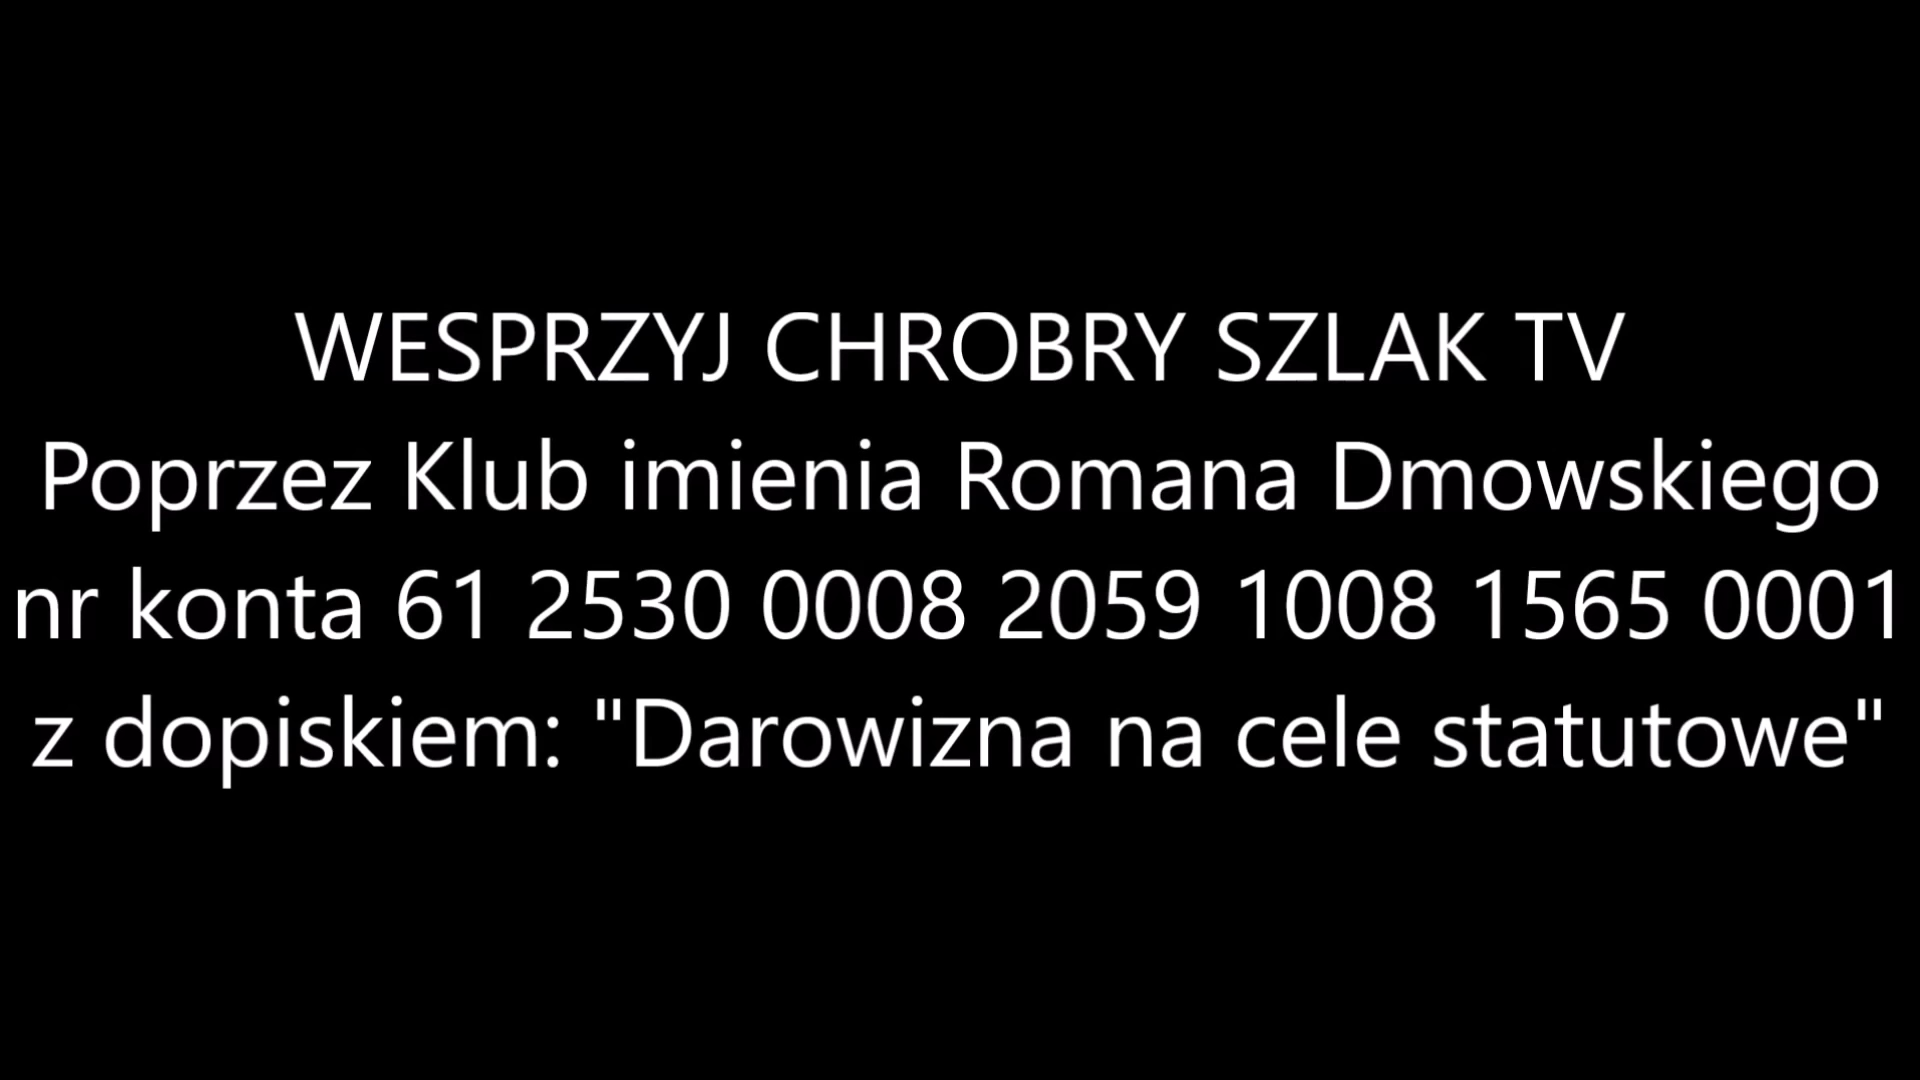 WESPRZYJ CHROBRY SZLAK TV
Poprzez Klub imienia Romana Dmowskiego
nr konta 61 2530 0008 2059 1008 1565 0001
z dopiskiem: "Darowizna na cele statutowe"